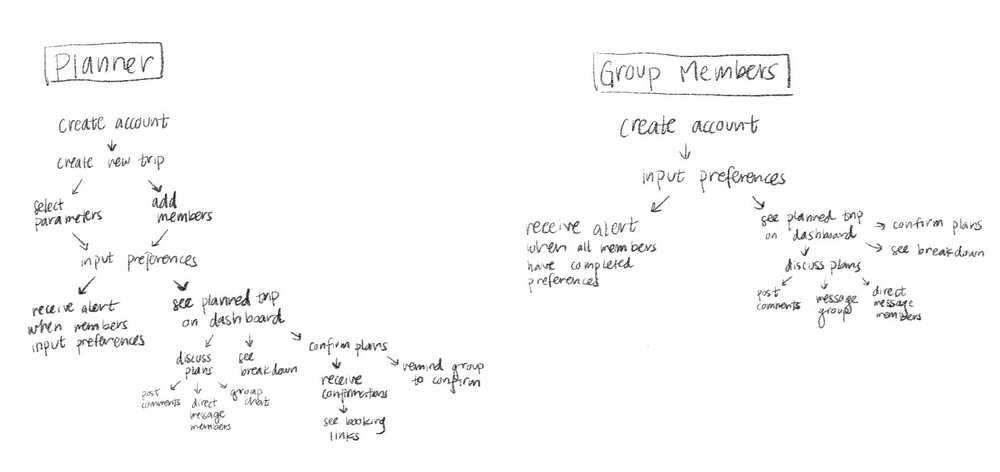 Planner
create account
create new trip
select
parameters
add
members
input preferences
receive alert
when members
input preferences
see planned trip
on dashboard
discuss
plans
see
breakdown
confirm plans
remind group
to confirm
post
comments
direct
message
members
group
chat
receive
confirmations
see booking
links
Group Members
create account
input preferences
receive alert
when all members
have completed
preferences
see planned trip
on dashboard
confirm plans
see breakdown
discuss plans
post
comments
message
group
direct
message
members